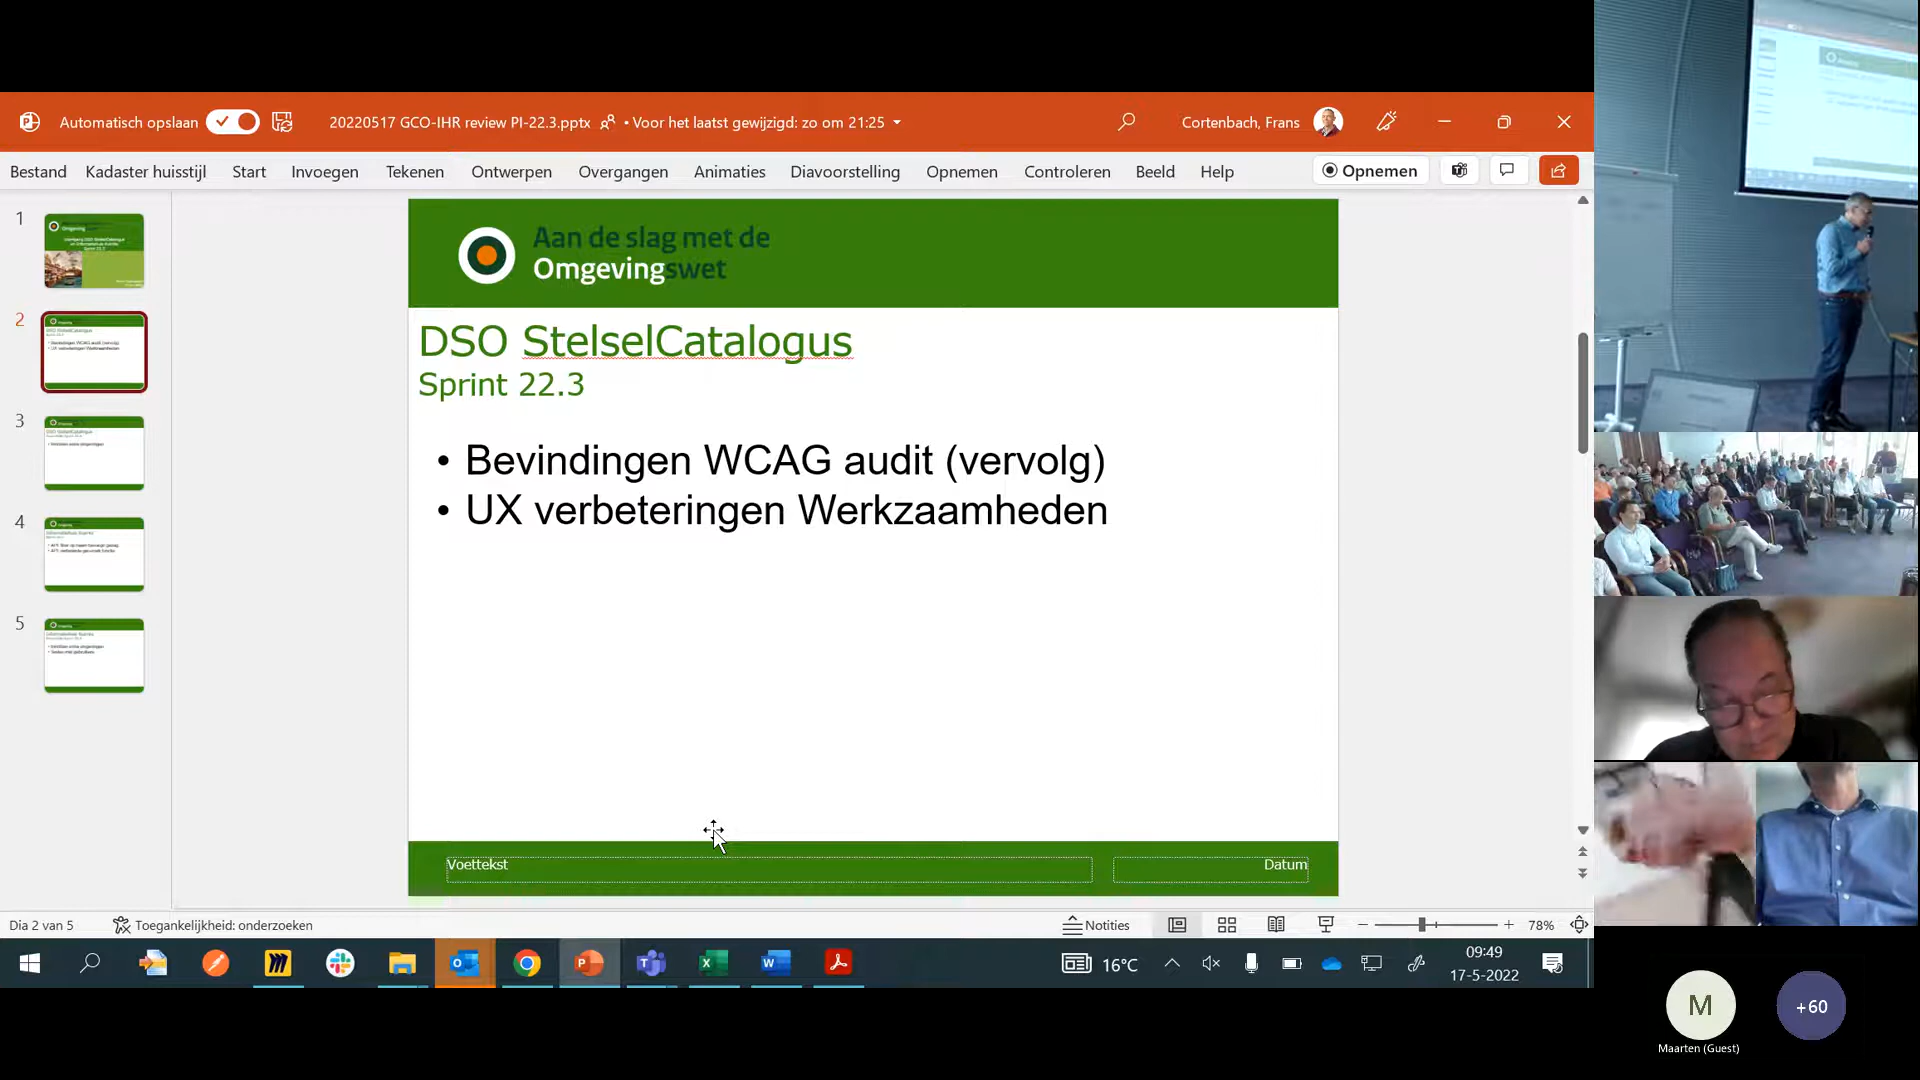 Automatisch opslaan
20220517 GCO-IHR review PI-22.3.pptx • Voor het laatst gewijzigd: zo om 21:25
Cortenbach, Frans
Bestand Kadaster huisstijl Start Invoegen Tekenen Ontwerpen Overgangen Animaties Diavoorstelling Opnemen Controleren Beeld Help
Opnemen
1
2
3
4
5
Aan de slag met de
Omgevingswet
DSO StelselCatalogus
Sprint 22.3
• Bevindingen WCAG audit (vervolg)
• UX verbeteringen Werkzaamheden
Voettekst
Datum
Dia 2 van 5
Toegankelijkheid: onderzoeken
Notities
78%
16°C
09:49
17-5-2022
M
+60
Maarten (Guest)